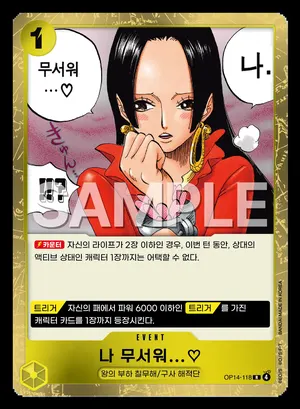 1
무서워
…♡
나.
きゅん…
!!?
SAMPLE
카운터 자신의 라이프가 2장 이하인 경우, 이번 턴 동안, 상대의
액티브 상태인 캐릭터 1장까지는 어택할 수 없다.
트리거 자신의 패에서 파워 6000 이하인 트리거 를 가진
캐릭터 카드를 1장까지 등장시킨다.
EVENT
나 무서워…♡
왕의 부하 칠무해/구사 해적단
OP14-118 R